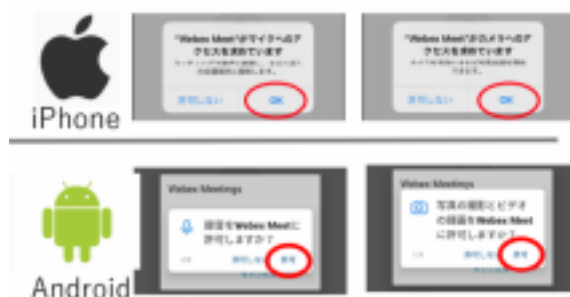 "Webex Meet"がマイクへのア
クセスを求めています
許可しない
OK
"Webex Meet"がカメラへのア
クセスを求めています
許可しない
OK
iPhone
Webex Meetings
録音をWebex Meetに
許可しますか？
許可しない
許可
Webex Meetings
写真の撮影とビデオ
の録画をWebex Meet
に許可しますか？
許可しない
許可
Android